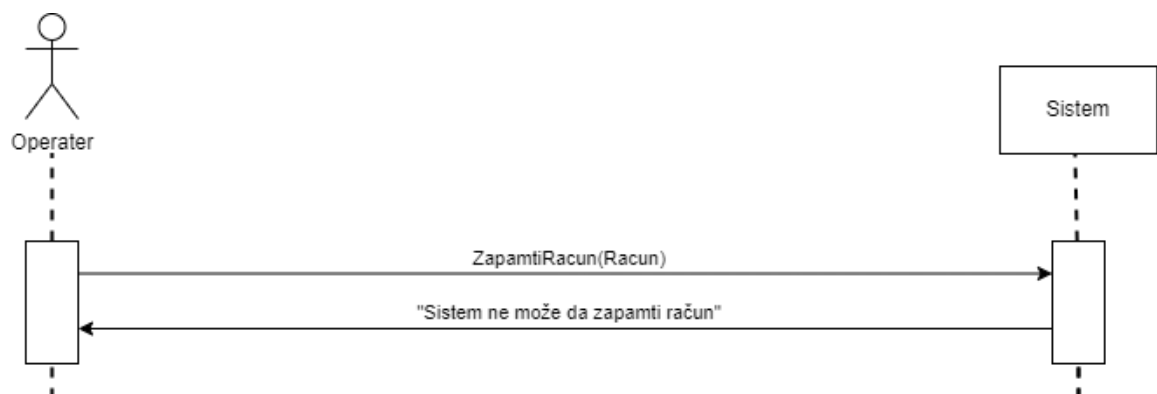 Operater
Sistem
ZapamtiRacun(Racun)
"Sistem ne može da zapamti račun"